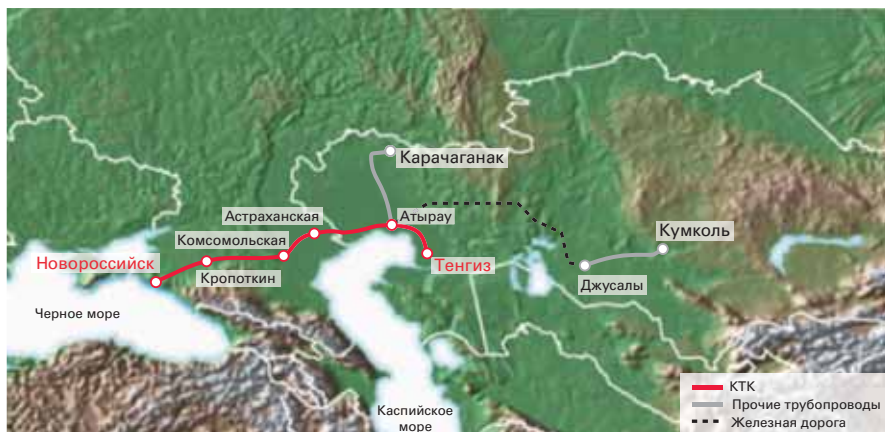 Карачаганак
Астраханская
Атырау
Комсомольская
Кумколь
Новороссийск
Тенгиз
Кропоткин
Джусалы
Черное море
Каспийское
море
КТК
Прочие трубопроводы
Железная дорога